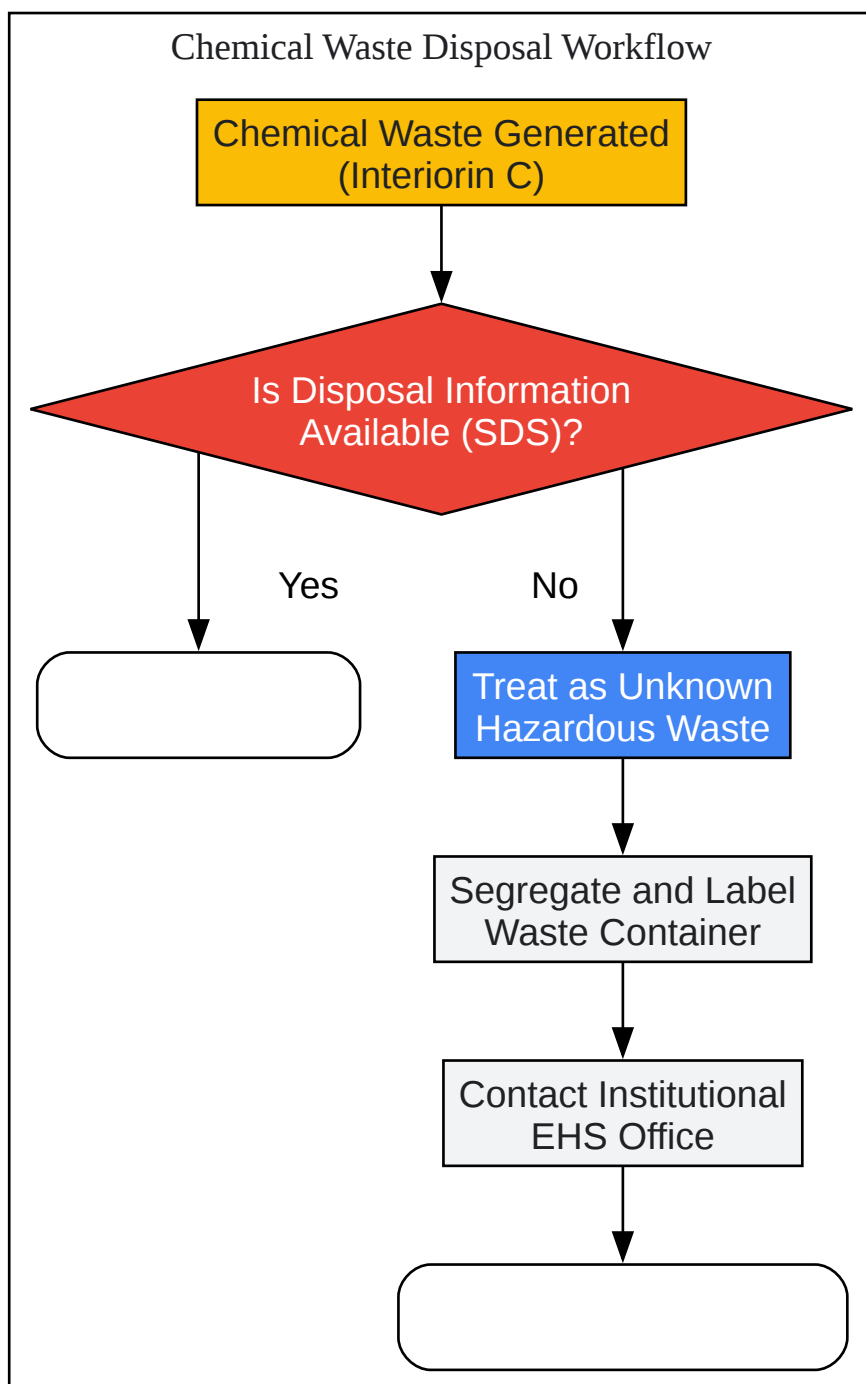 Chemical Waste Disposal Workflow
Chemical Waste Generated
(Interiorin C)
Is Disposal Information
Available (SDS)?
Yes
No
Treat as Unknown
Hazardous Waste
Segregate and Label
Waste Container
Contact Institutional
EHS Office